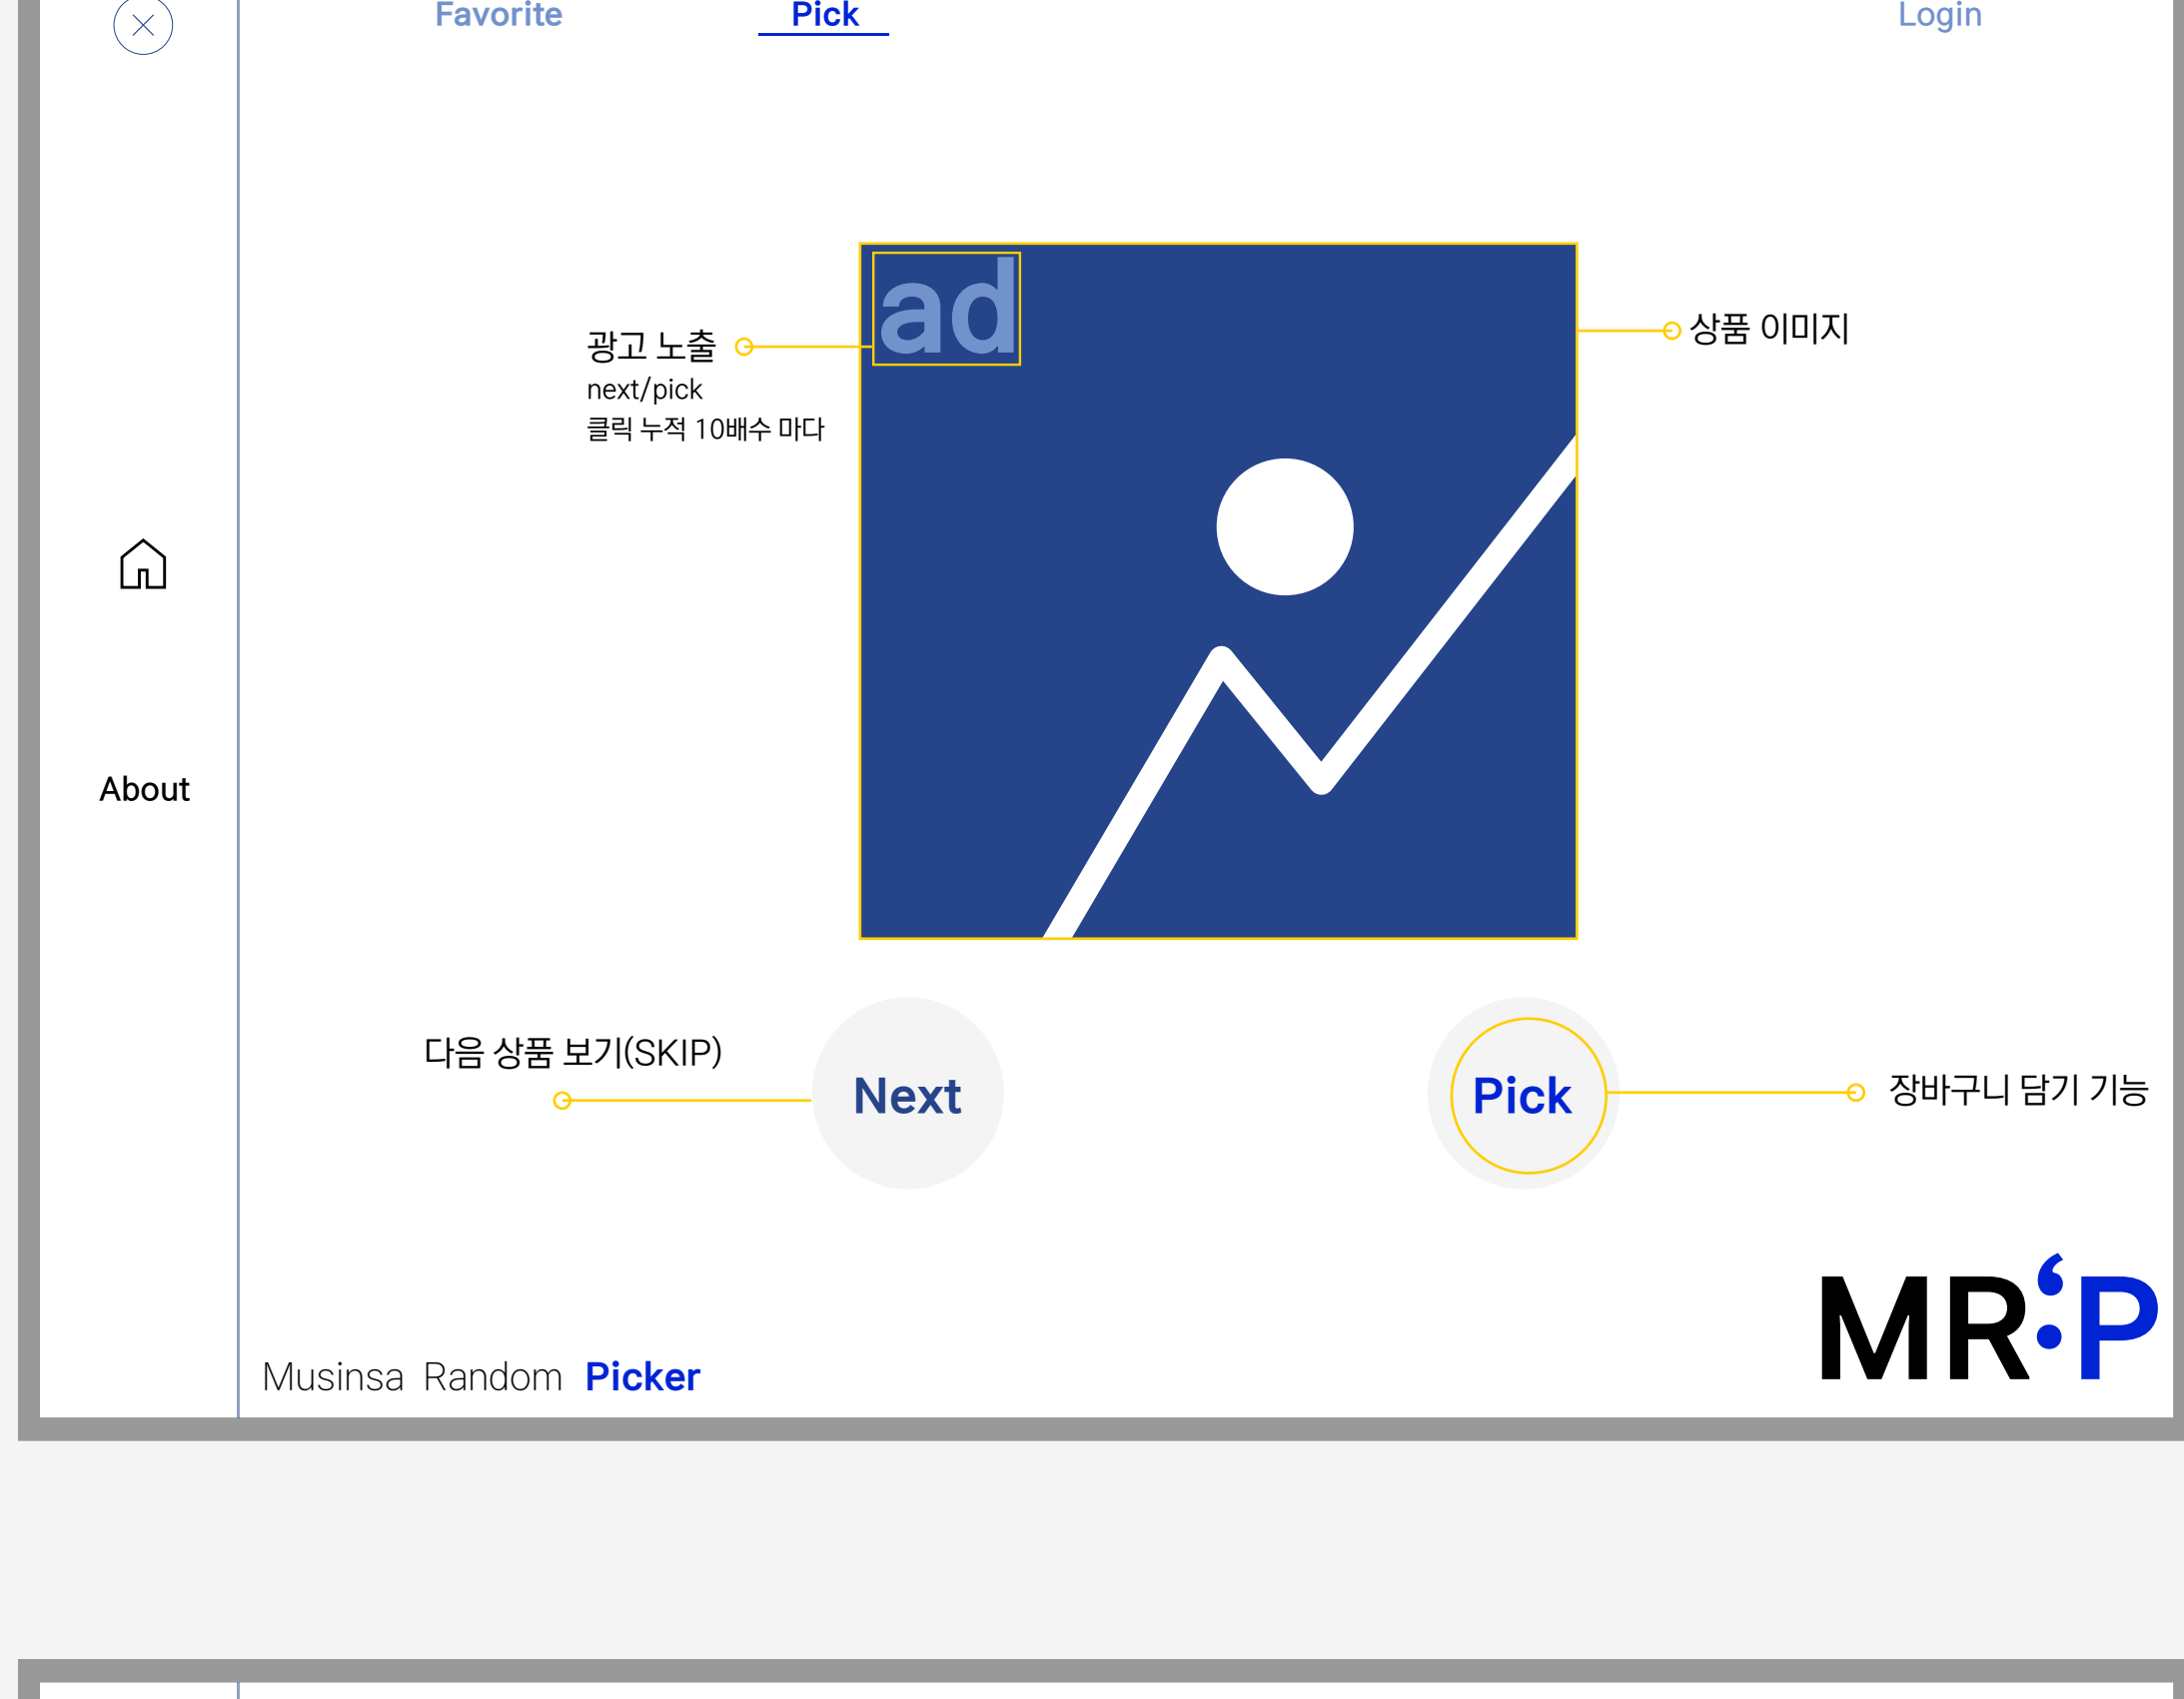 Favorite
Pick
Login
ad
광고 노출
next/pick
클릭 누적 10배수 마다
상품 이미지
About
다음 상품 보기(SKIP)
Next
Pick
장바구니 담기 기능
MR:P
Musinsa Random Picker